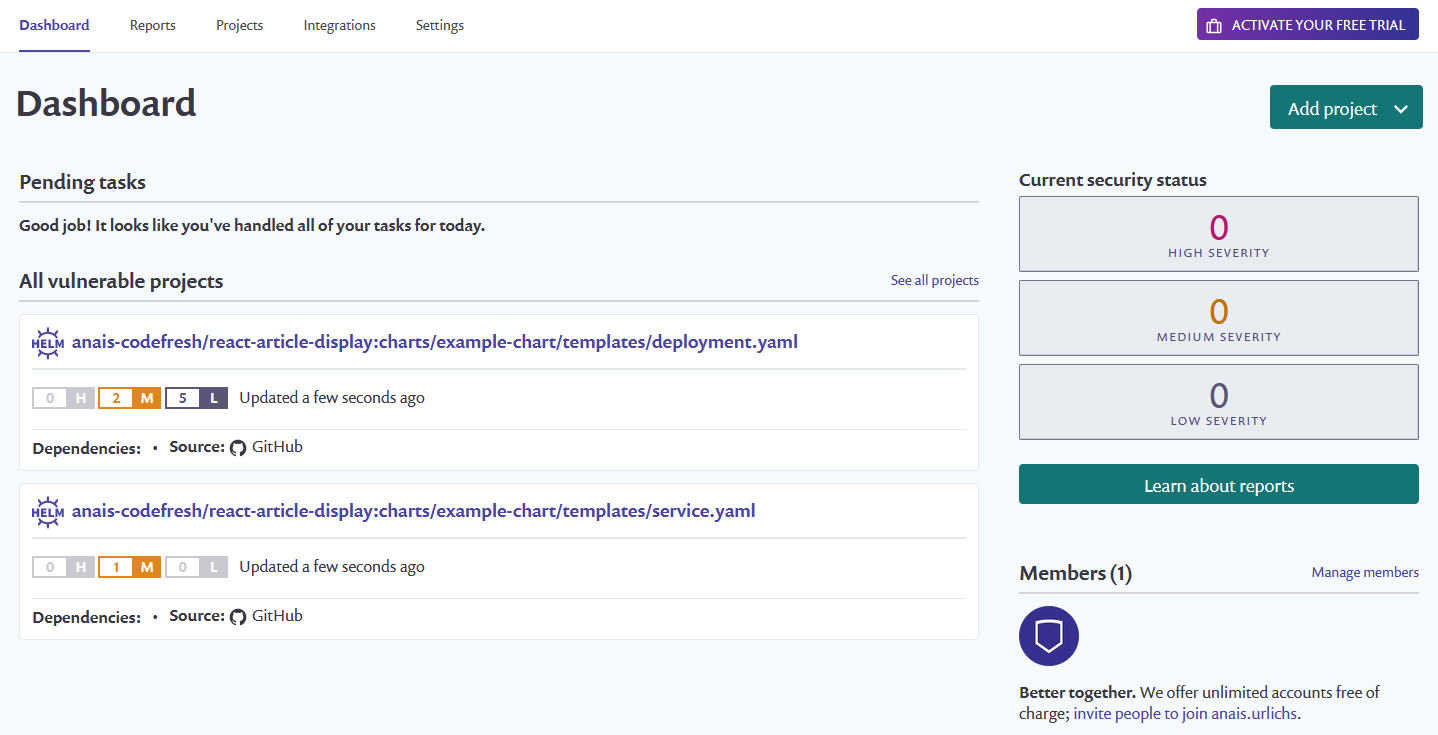 Dashboard Reports Projects Integrations Settings ACTIVATE YOUR FREE TRIAL
Dashboard
Add project
Pending tasks
Good job! It looks like you've handled all of your tasks for today.
All vulnerable projects See all projects
HELM anais-codefresh/react-article-display:charts/example-chart/templates/deployment.yaml
0 H 2 M 5 L Updated a few seconds ago
Dependencies: • Source: GitHub
HELM anais-codefresh/react-article-display:charts/example-chart/templates/service.yaml
0 H 1 M 0 L Updated a few seconds ago
Dependencies: • Source: GitHub
Current security status
0
HIGH SEVERITY
0
MEDIUM SEVERITY
0
LOW SEVERITY
Learn about reports
Members (1) Manage members
Better together. We offer unlimited accounts free of
charge; invite people to join anais.urlichs.